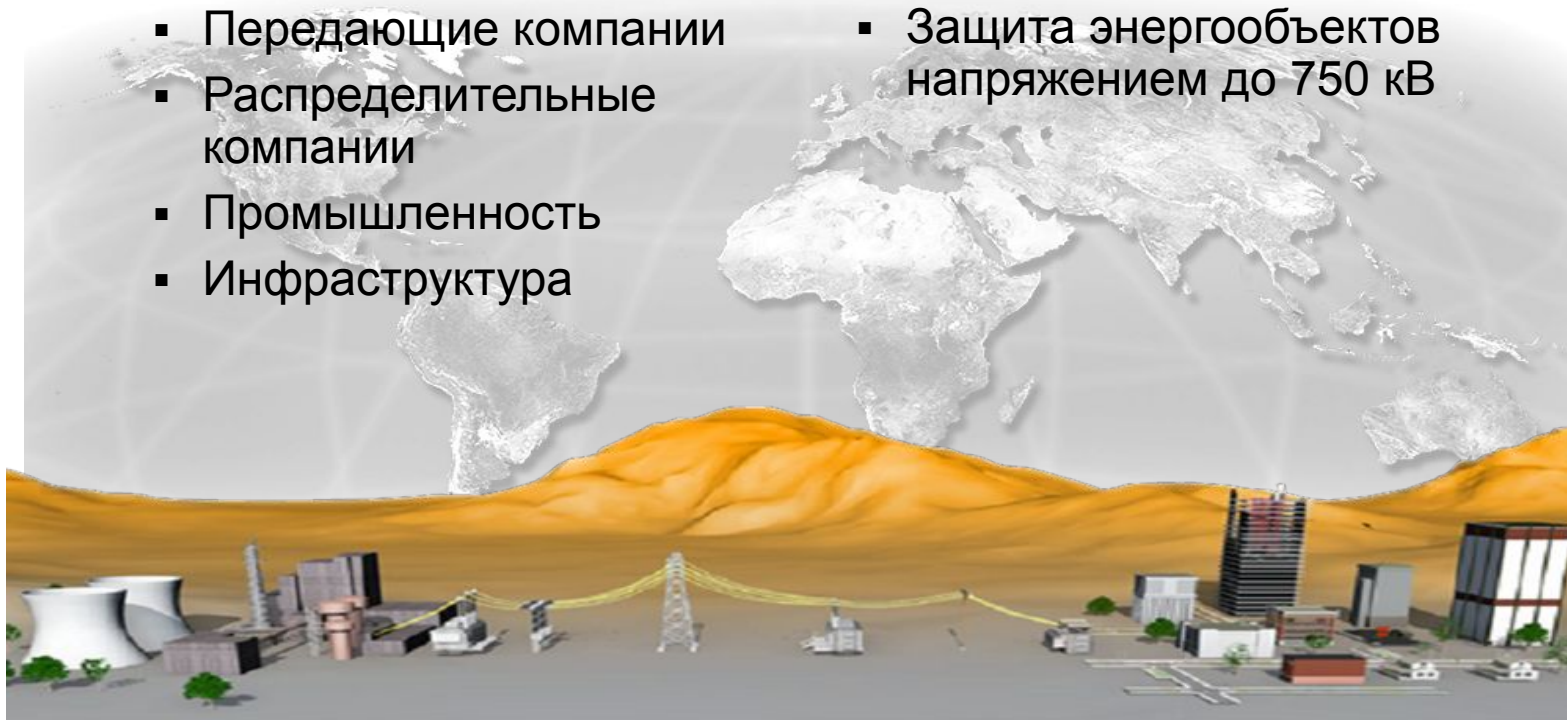 ▪ Передающие компании
▪ Распределительные
компании
▪ Промышленность
▪ Инфраструктура
▪ Защита энергообъектов
напряжением до 750 кВ